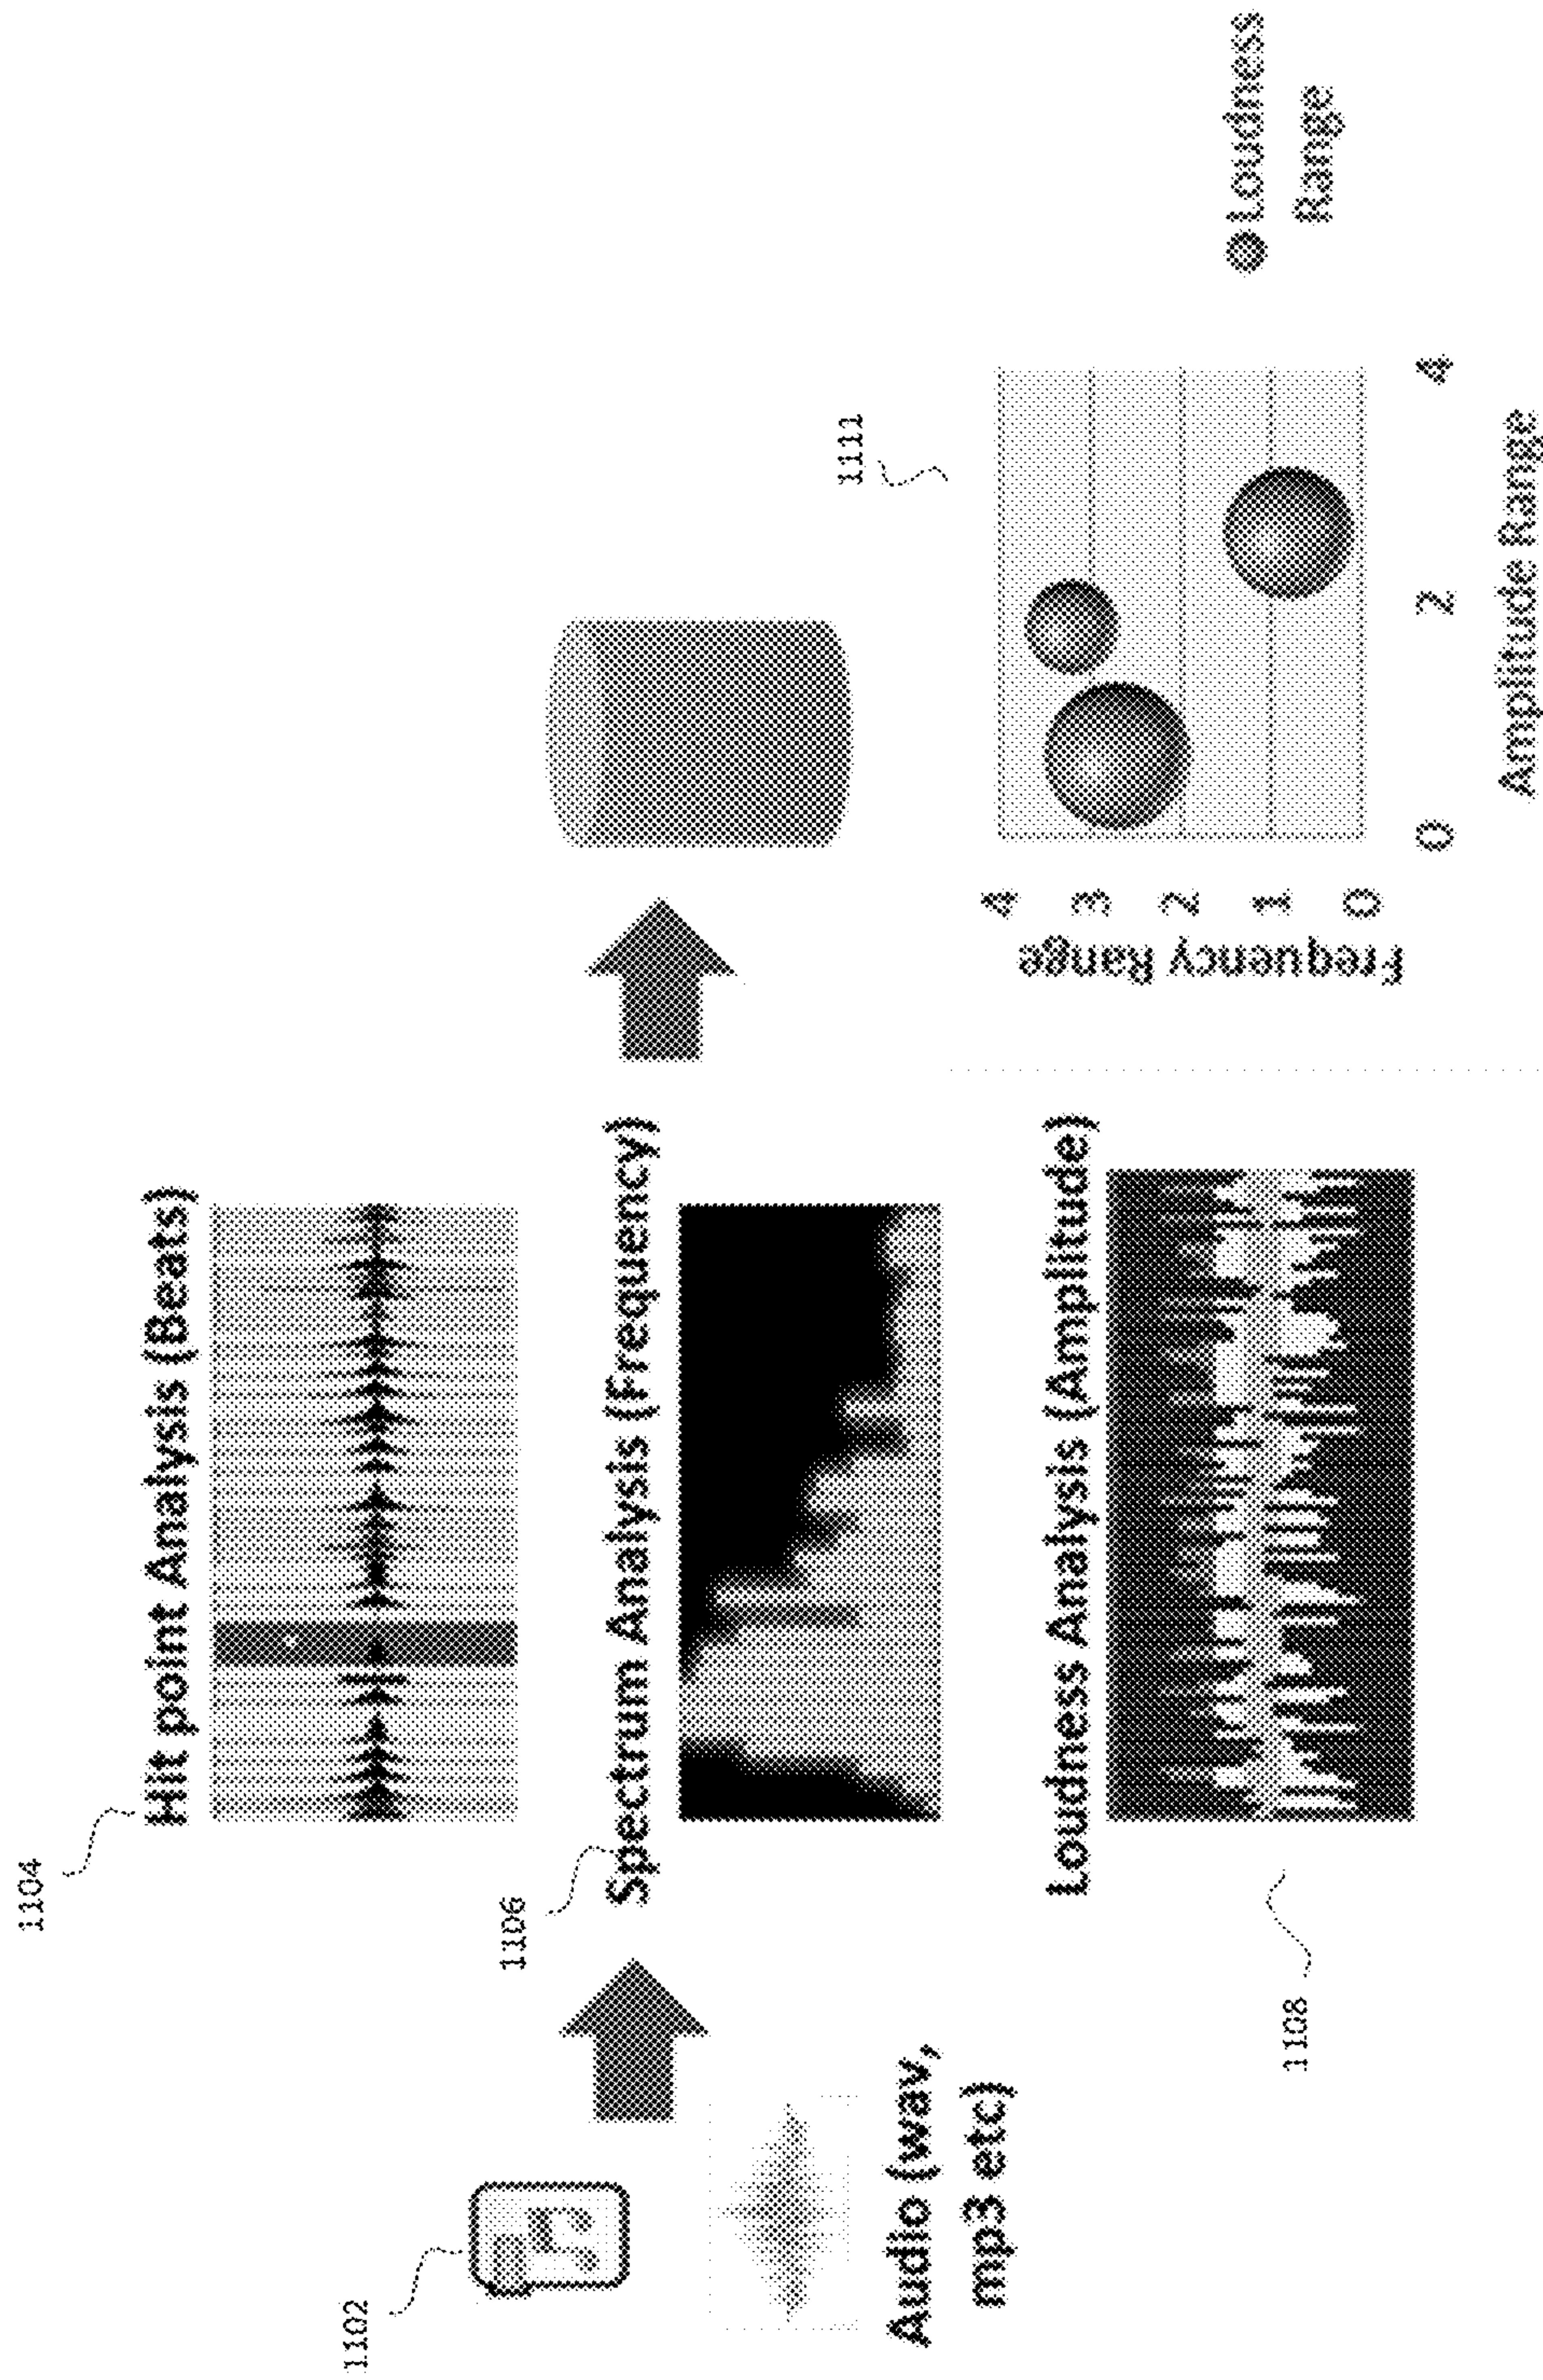 1102
Audio (wav,
mp3 etc)
1104
Hit point Analysis (Beats)
1106
Spectrum Analysis (Frequency)
Loudness Analysis (Amplitude)
1108
1111
Frequency Range
4
3
2
1
0
0
2
4
Amplitude Range
Loudness
Range